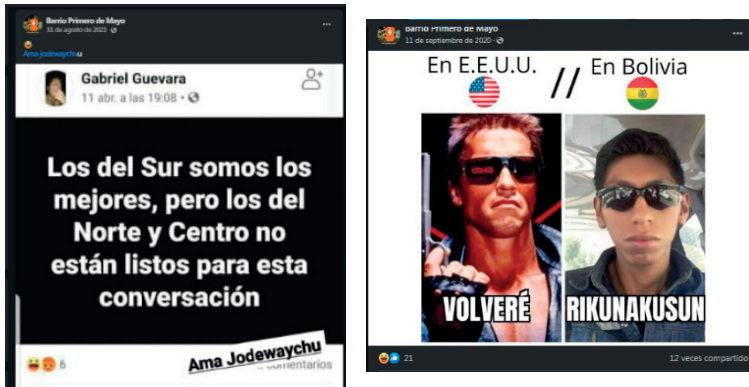 Barrio Primero de Mayo
31 de agosto de 2021
Ama jodewaychuu
Gabriel Guevara
11 abr. a las 19:08
Los del Sur somos los
mejores, pero los del
Norte y Centro no
están listos para esta
conversación
Ama Jodewaychu
6
comentarios
Barrio Primero de Mayo
11 de septiembre de 2020
En E.E.U.U. // En Bolivia
VOLVERÉ
RIKUNAKUSUN
21
12 veces compartido